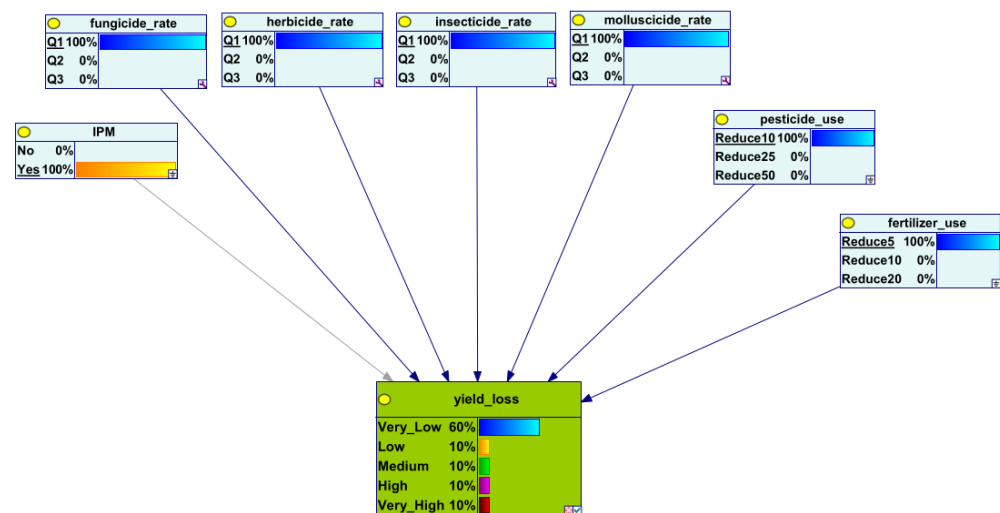 fungicide_rate
Q1 100%
Q2 0%
Q3 0%
herbicide_rate
Q1 100%
Q2 0%
Q3 0%
insecticide_rate
Q1 100%
Q2 0%
Q3 0%
molluscicide_rate
Q1 100%
Q2 0%
Q3 0%
IPM
No 0%
Yes 100%
pesticide_use
Reduce10 100%
Reduce25 0%
Reduce50 0%
fertilizer_use
Reduce5 100%
Reduce10 0%
Reduce20 0%
yield_loss
Very_Low 60%
Low 10%
Medium 10%
High 10%
Very_High 10%